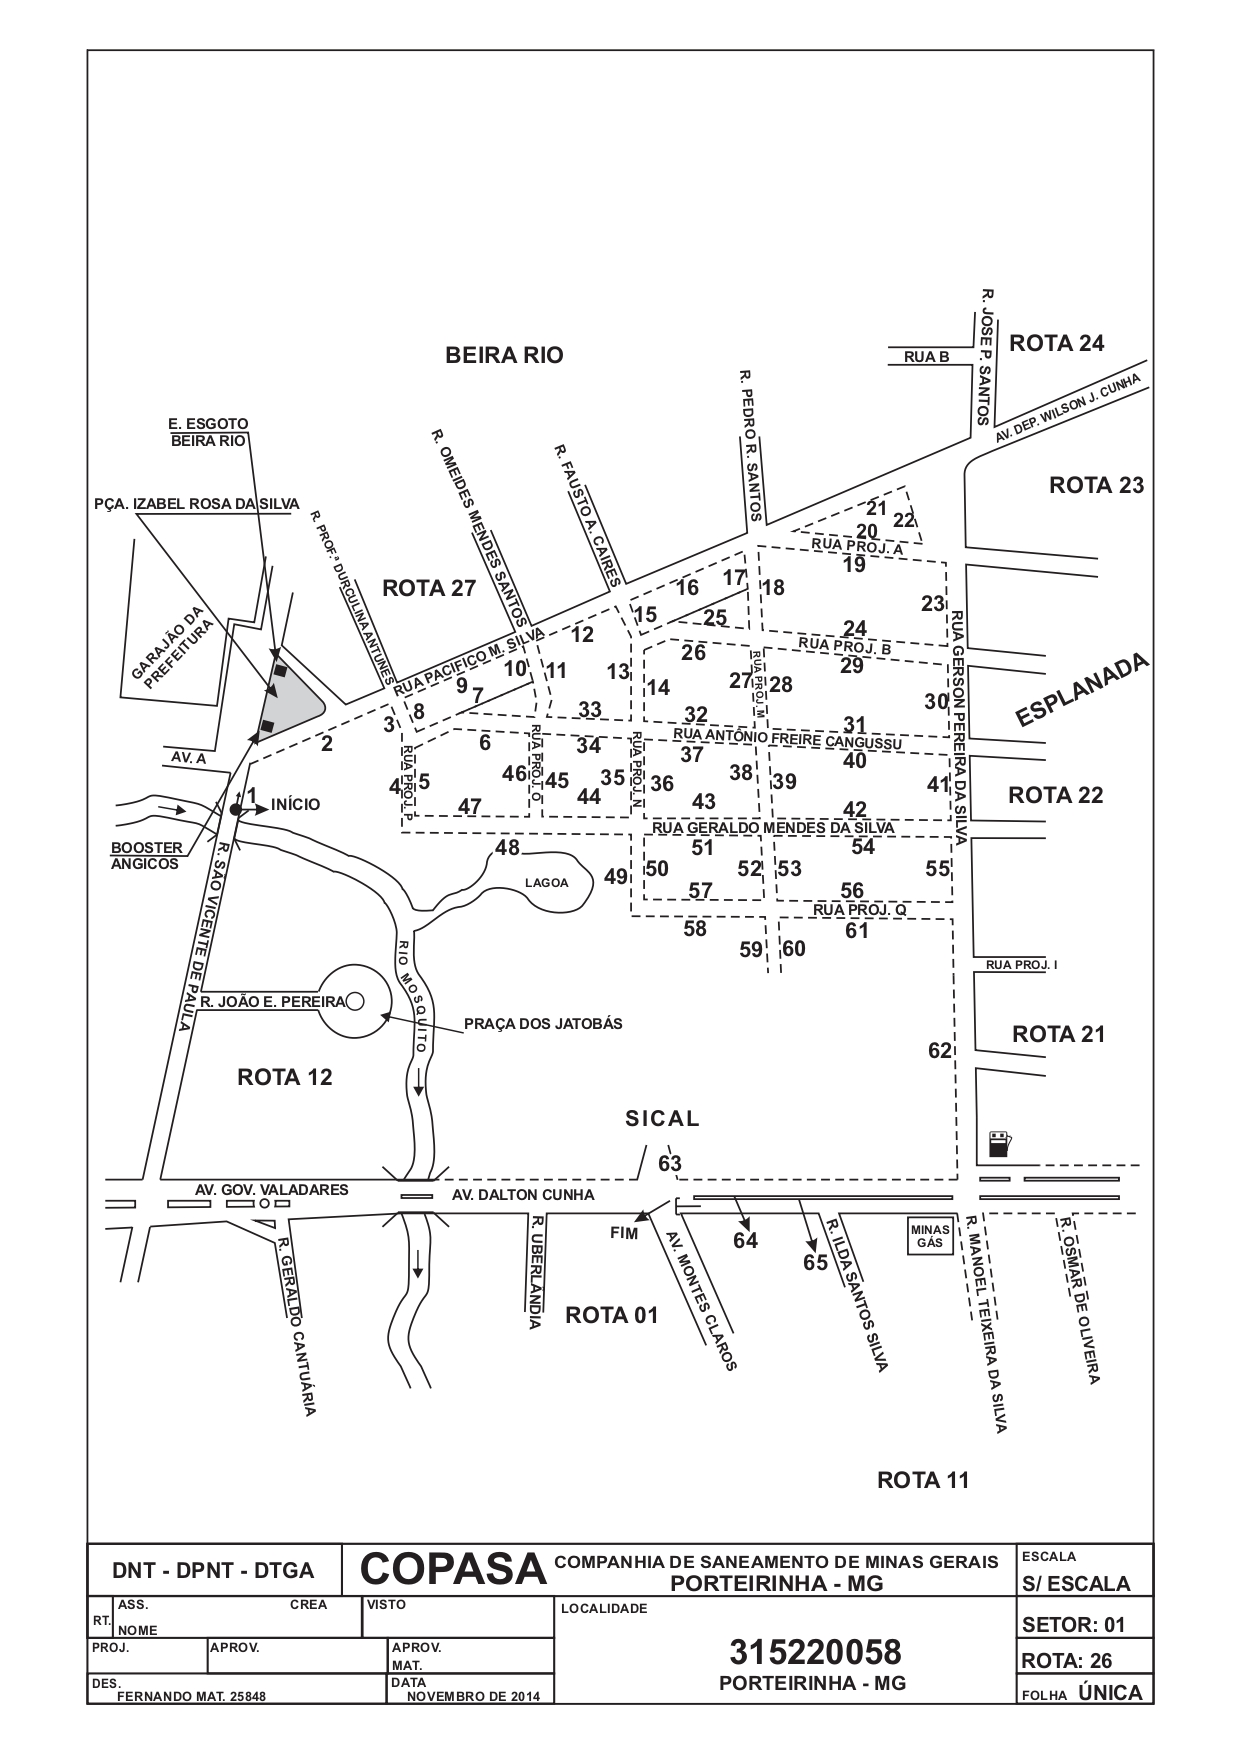 R. JOSE P. SANTOS
ROTA 24
BEIRA RIO
RUA B
AV. DEP. WILSON J. CUNHA
R. PEDRO R. SANTOS
E. ESGOTO
BEIRA RIO
R. OMEIDES MENDES SANTOS
R. FAUSTO A. CAIRES
ROTA 23
PÇA. IZABEL ROSA DA SILVA
R. PROF.ª DURCULINA ANTUNES
21
22
20
RUA PROJ. A
19
ROTA 27
16
17
18
23
15
25
24
GARAJÃO DA
PREFEITURA
RUA PACIFICO M. SILVA
12
RUA PROJ. B
26
29
RUA GERSON PEREIRA DA SILVA
ESPLANADA
10
11
13
9
7
14
27
RUA PROJ. M
28
30
8
33
32
31
3
2
6
34
RUA ANTÔNIO FREIRE CANGUSSU
37
40
AV. A
RUA PROJ. P
RUA PROJ. O
RUA PROJ. N
4
5
46
45
35
36
38
39
41
1
INÍCIO
47
44
43
42
ROTA 22
RUA GERALDO MENDES DA SILVA
BOOSTER
ANGICOS
48
51
54
R. SÃO VICENTE DE PAULA
LAGOA
49
50
52
53
55
57
56
RUA PROJ. Q
58
61
59
60
RIO MOSQUITO
RUA PROJ. I
R. JOÃO E. PEREIRA
PRAÇA DOS JATOBÁS
ROTA 21
62
ROTA 12
SICAL
63
AV. GOV. VALADARES
AV. DALTON CUNHA
FIM
64
65
MINAS
GÁS
R. GERALDO CANTUÁRIA
R. UBERLÂNDIA
AV. MONTES CLAROS
R. ILDA SANTOS SILVA
R. MANOEL TEIXEIRA DA SILVA
R. OSMAR DE OLIVEIRA
ROTA 01
ROTA 11
DNT - DPNT - DTGA
COPASA
COMPANHIA DE SANEAMENTO DE MINAS GERAIS
PORTEIRINHA - MG
ESCALA
S/ ESCALA
RT.
ASS.
CREA
NOME
VISTO
LOCALIDADE
315220058
PORTEIRINHA - MG
SETOR: 01
PROJ.
APROV.
APROV.
MAT.
ROTA: 26
DES.
FERNANDO MAT. 25848
DATA
NOVEMBRO DE 2014
FOLHA ÚNICA